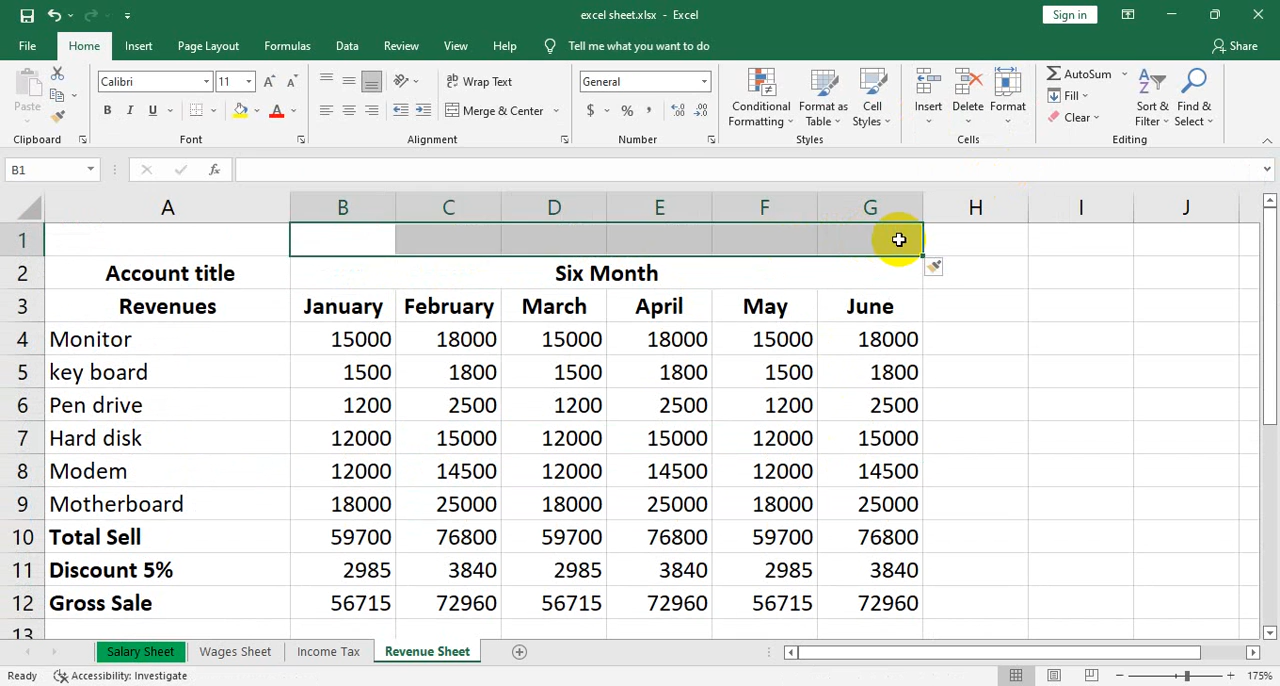 excel sheet.xlsx - Excel
Sign in
File Home Insert Page Layout Formulas Data Review View Help Tell me what you want to do Share
Paste
Clipboard
Calibri 11 A A
B I U A
Font
Wrap Text
Merge & Center
Alignment
General
$ % ,
Number
Conditional Formatting
Format as Table
Cell Styles
Styles
Insert Delete Format
Cells
AutoSum
Fill
Clear
Sort & Filter
Find & Select
Editing
B1 fx
A B C D E F G H I J
1
2 Account title Six Month
3 Revenues January February March April May June
4 Monitor 15000 18000 15000 18000 15000 18000
5 key board 1500 1800 1500 1800 1500 1800
6 Pen drive 1200 2500 1200 2500 1200 2500
7 Hard disk 12000 15000 12000 15000 12000 15000
8 Modem 12000 14500 12000 14500 12000 14500
9 Motherboard 18000 25000 18000 25000 18000 25000
10 Total Sell 59700 76800 59700 76800 59700 76800
11 Discount 5% 2985 3840 2985 3840 2985 3840
12 Gross Sale 56715 72960 56715 72960 56715 72960
13
Salary Sheet Wages Sheet Income Tax Revenue Sheet
Ready Accessibility: Investigate 175%